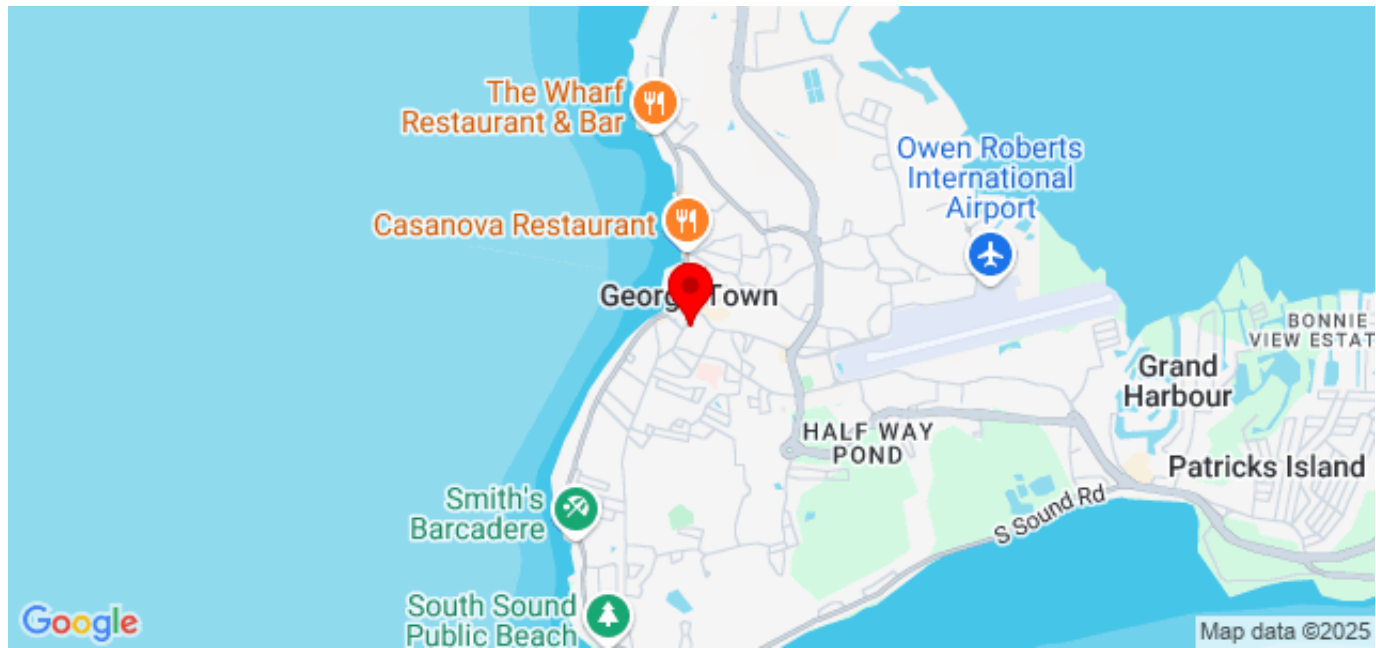 The Wharf
Restaurant & Bar
Owen Roberts
International
Airport
Casanova Restaurant
George Town
BONNIE
VIEW ESTAT
Grand
Harbour
HALF WAY
POND
Patricks Island
Smith's
Barcadere
S Sound Rd
South Sound
Public Beach
Google
Map data ©2025